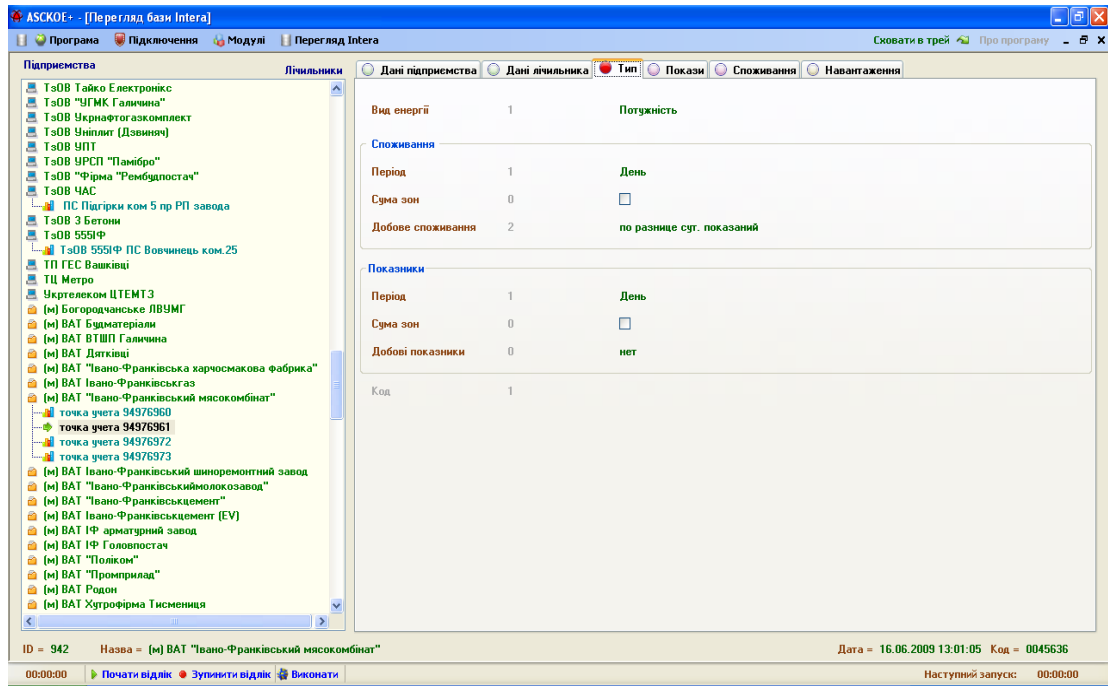 ASCKOE+ - [Перегляд бази Intera]
Програма Підключення Модулі Перегляд Intera Сховати в трей Про програму
Підприємства Лічильники
ТзОВ Тайко Електронікс
ТзОВ "УГМК Галичина"
ТзОВ Укрнафтогазкомплект
ТзОВ Уніплит (Дзвиняч)
ТзОВ УПТ
ТзОВ УРСП "Памібро"
ТзОВ "Фірма "Рембудпостач"
ТзОВ ЧАС
ПС Підгірки ком 5 пр РП завода
ТзОВ З Бетони
ТзОВ 555ІФ
ТзОВ 555ІФ ПС Вовчинець ком.25
ТП ГЕС Вашківці
ТЦ Метро
Укртелеком ЦТЕМТЗ
(м) Богородчанське ЛВУМГ
(м) ВАТ Будматеріали
(м) ВАТ ВТШП Галичина
(м) ВАТ Дятківці
(м) ВАТ "Івано-Франківська харчосмакова фабрика"
(м) ВАТ Івано-Франківськгаз
(м) ВАТ "Івано-Франківський мясокомбінат"
точка учета 94976960
точка учета 94976961
точка учета 94976972
точка учета 94976973
(м) ВАТ Івано-Франківський шиноремонтний завод
(м) ВАТ "Івано-Франківськиймолокозавод"
(м) ВАТ "Івано-Франківськцемент"
(м) ВАТ Івано-Франківськцемент (EV)
(м) ВАТ ІФ арматурний завод
(м) ВАТ ІФ Головпостач
(м) ВАТ "Поліком"
(м) ВАТ "Промприлад"
(м) ВАТ Родон
(м) ВАТ Хутрофірма Тисмениця
Дані підприємства Дані лічильника Тип Покази Споживання Навантаження
Вид енергії 1 Потужність
Споживання
Період 1 День
Сума зон 0
Добове споживання 2 по разнице сут. показаний
Показники
Період 1 День
Сума зон 0
Добові показники 0 нет
Код 1
ID = 942 Назва = (м) ВАТ "Івано-Франківський мясокомбінат" Дата = 16.06.2009 13:01:05 Код = 0045636
00:00:00 Почати відлік Зупинити відлік Виконати Наступний запуск: 00:00:00